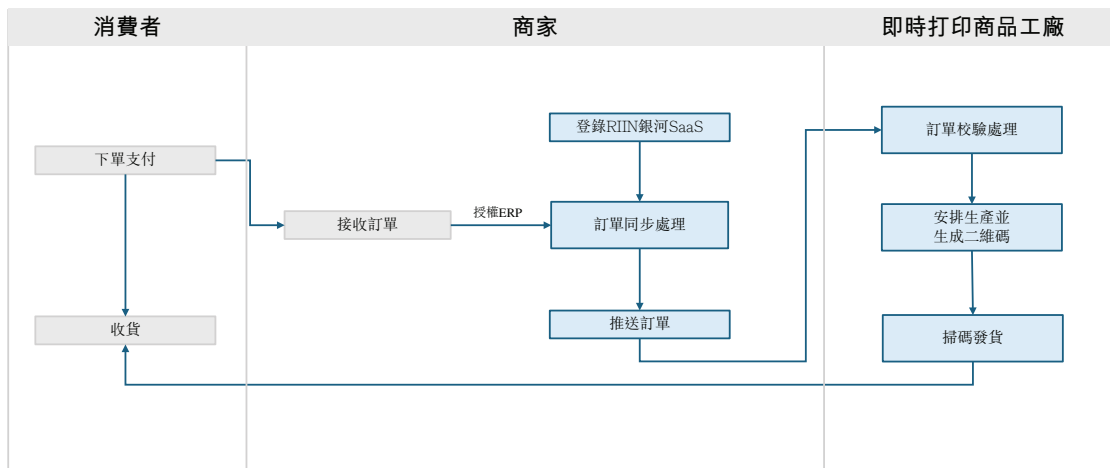 消費者
商家
即時打印商品工廠
下單支付
收貨
接收訂單
授權ERP
登錄RIIN銀河SaaS
訂單同步處理
推送訂單
訂單校驗處理
安排生產並
生成二維碼
掃碼發貨